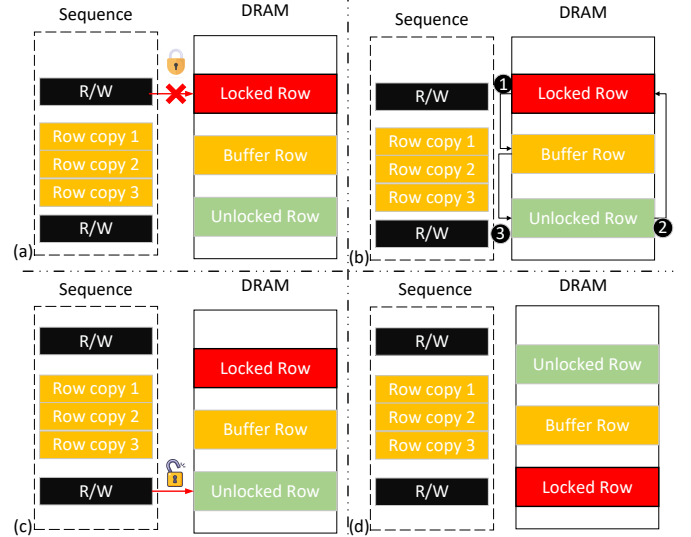 Sequence
DRAM
R/W
Locked Row
Row copy 1
Row copy 2
Row copy 3
Buffer Row
Unlocked Row
R/W
(a)
Sequence
DRAM
R/W
1
Locked Row
Row copy 1
Row copy 2
Row copy 3
Buffer Row
Unlocked Row
R/W
3
2
(b)
Sequence
DRAM
R/W
Locked Row
Row copy 1
Row copy 2
Row copy 3
Buffer Row
R/W
Unlocked Row
(c)
Sequence
DRAM
R/W
Unlocked Row
Row copy 1
Row copy 2
Row copy 3
Buffer Row
R/W
Locked Row
(d)